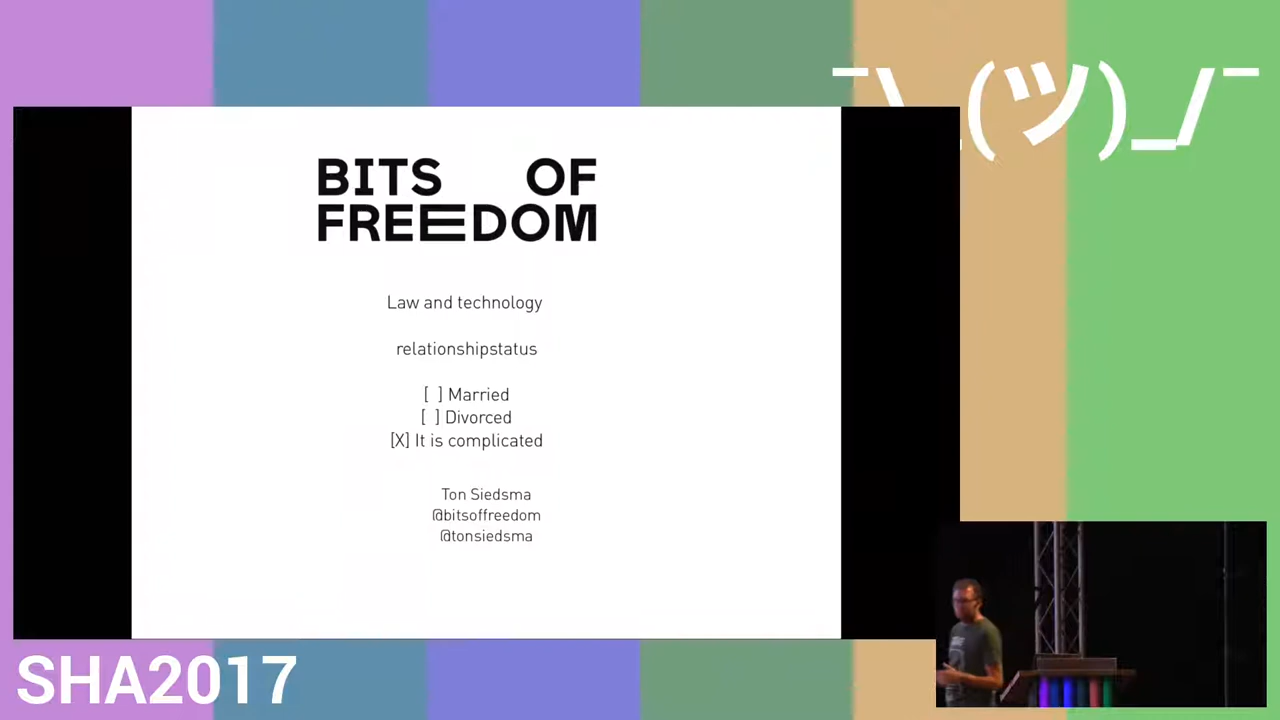 ¯\_(ツ)_/¯
BITS OF
FREEDOM
Law and technology
relationshipstatus
[ ] Married
[ ] Divorced
[X] It is complicated
Ton Siedsma
@bitsoffreedom
@tonsiedsma
SHA2017